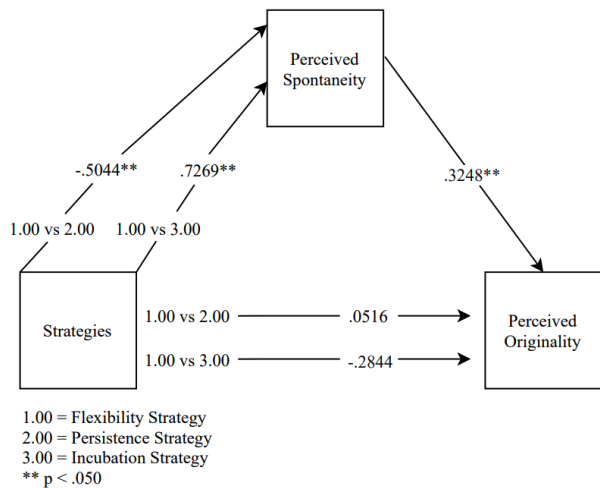 Perceived
Spontaneity
-.5044**
.7269**
.3248**
1.00 vs 2.00
1.00 vs 3.00
Strategies
1.00 vs 2.00
.0516
1.00 vs 3.00
-.2844
Perceived
Originality
1.00 = Flexibility Strategy
2.00 = Persistence Strategy
3.00 = Incubation Strategy
** p < .050